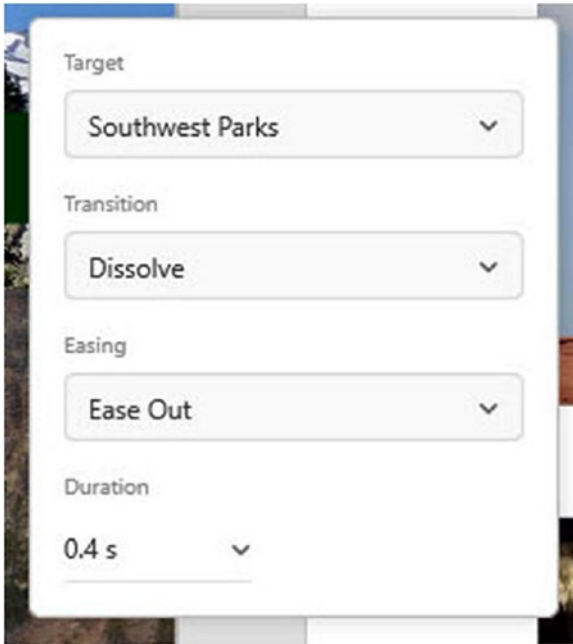 Target
Southwest Parks
Transition
Dissolve
Easing
Ease Out
Duration
0.4 s